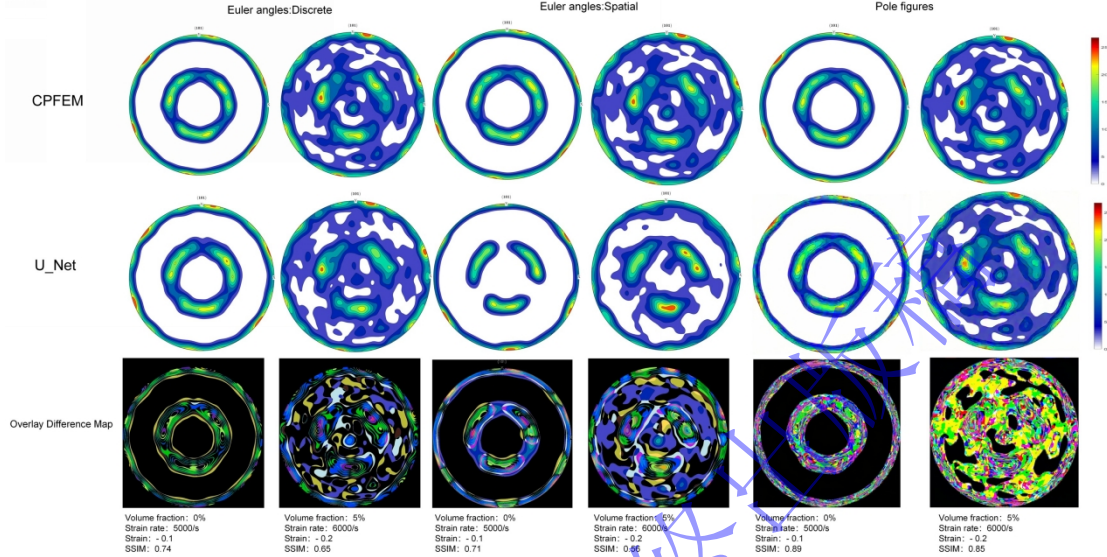 Euler angles:Discrete
Euler angles:Spatial
Pole figures
CPFEM
U_Net
Overlay Difference Map
Volume fraction: 0%
Strain rate: 5000/s
Strain: - 0.1
SSIM: 0.74
Volume fraction: 5%
Strain rate: 6000/s
Strain: - 0.2
SSIM: 0.65
Volume fraction: 0%
Strain rate: 5000/s
Strain: - 0.1
SSIM: 0.71
Volume fraction: 5%
Strain rate: 6000/s
Strain: - 0.2
SSIM: 0.56
Volume fraction: 0%
Strain rate: 5000/s
Strain: - 0.1
SSIM: 0.89
Volume fraction: 5%
Strain rate: 6000/s
Strain: - 0.2
SSIM: 0.85